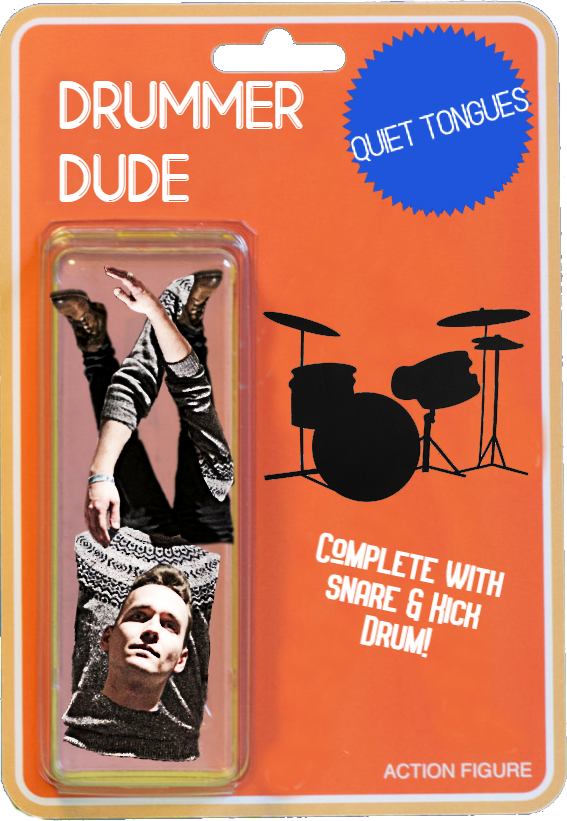 DRUMMER
DUDE
QUIET TONGUES
COMPLETE WITH
SNARE & KICK
DRUM!
ACTION FIGURE